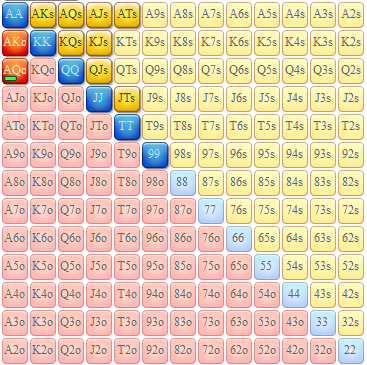 AA AKs AQs AJs ATs A9s A8s A7s A6s A5s A4s A3s A2s
AKo KK KQs KJs KTs K9s K8s K7s K6s K5s K4s K3s K2s
AQo KQo QQ QJs QTs Q9s Q8s Q7s Q6s Q5s Q4s Q3s Q2s
AJo KJo QJo JJ JTs J9s J8s J7s J6s J5s J4s J3s J2s
ATo KTo QTo JTo TT T9s T8s T7s T6s T5s T4s T3s T2s
A9o K9o Q9o J9o T9o 99 98s 97s 96s 95s 94s 93s 92s
A8o K8o Q8o J8o T8o 98o 88 87s 86s 85s 84s 83s 82s
A7o K7o Q7o J7o T7o 97o 87o 77 76s 75s 74s 73s 72s
A6o K6o Q6o J6o T6o 96o 86o 76o 66 65s 64s 63s 62s
A5o K5o Q5o J5o T5o 95o 85o 75o 65o 55 54s 53s 52s
A4o K4o Q4o J4o T4o 94o 84o 74o 64o 54o 44 43s 42s
A3o K3o Q3o J3o T3o 93o 83o 73o 63o 53o 43o 33 32s
A2o K2o Q2o J2o T2o 92o 82o 72o 62o 52o 42o 32o 22